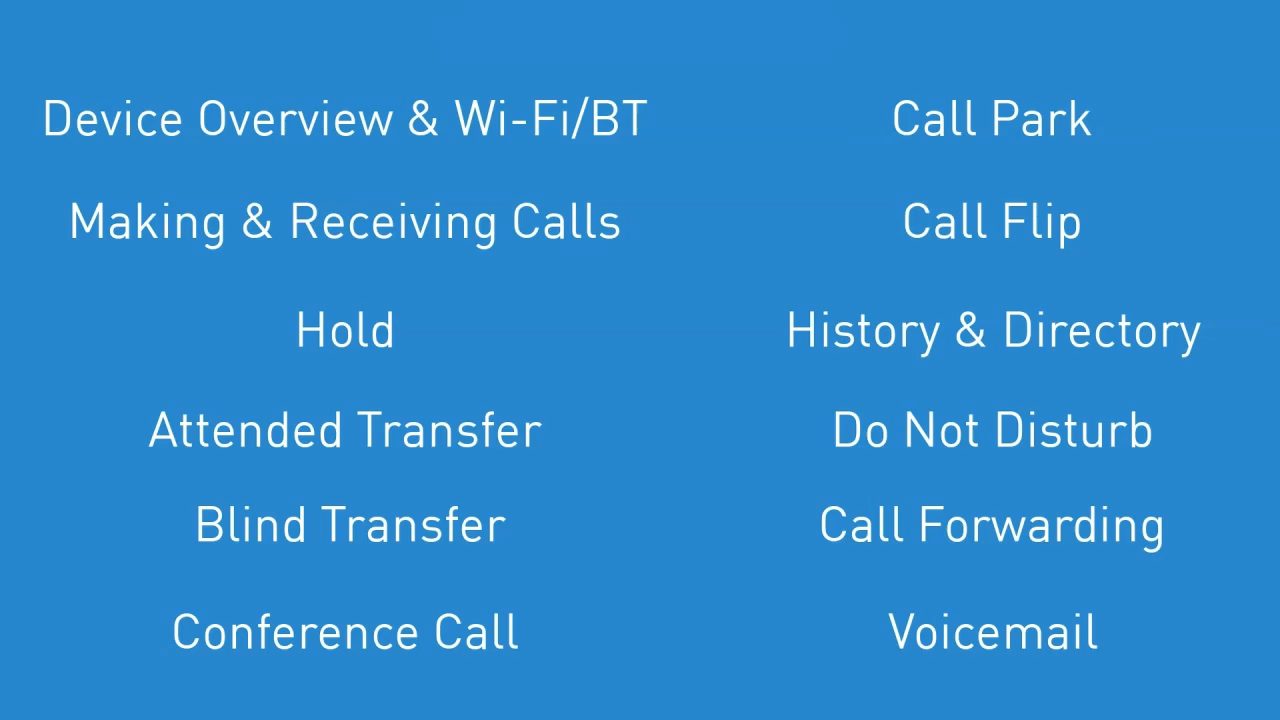 Device Overview & Wi-Fi/BT
Making & Receiving Calls
Hold
Attended Transfer
Blind Transfer
Conference Call
Call Park
Call Flip
History & Directory
Do Not Disturb
Call Forwarding
Voicemail